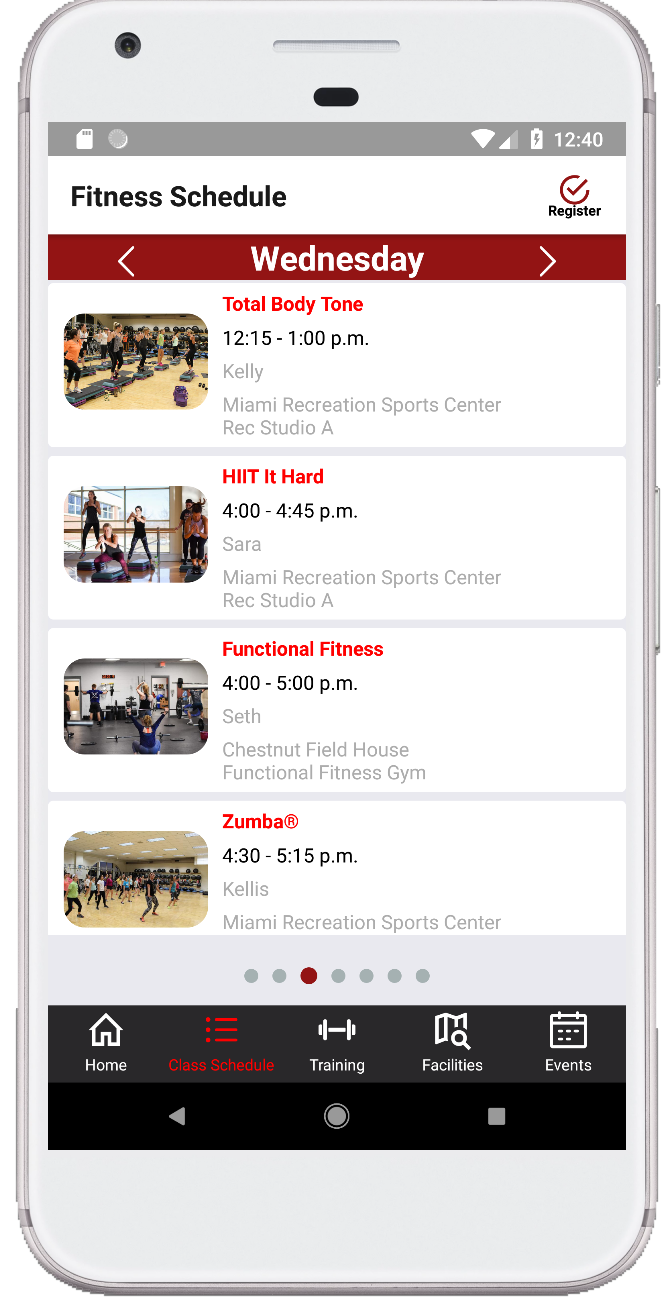 12:40
Fitness Schedule
Register
Wednesday
Total Body Tone
12:15 - 1:00 p.m.
Kelly
Miami Recreation Sports Center
Rec Studio A
HIIT It Hard
4:00 - 4:45 p.m.
Sara
Miami Recreation Sports Center
Rec Studio A
Functional Fitness
4:00 - 5:00 p.m.
Seth
Chestnut Field House
Functional Fitness Gym
Zumba®
4:30 - 5:15 p.m.
Kellis
Miami Recreation Sports Center
Home
Class Schedule
Training
Facilities
Events